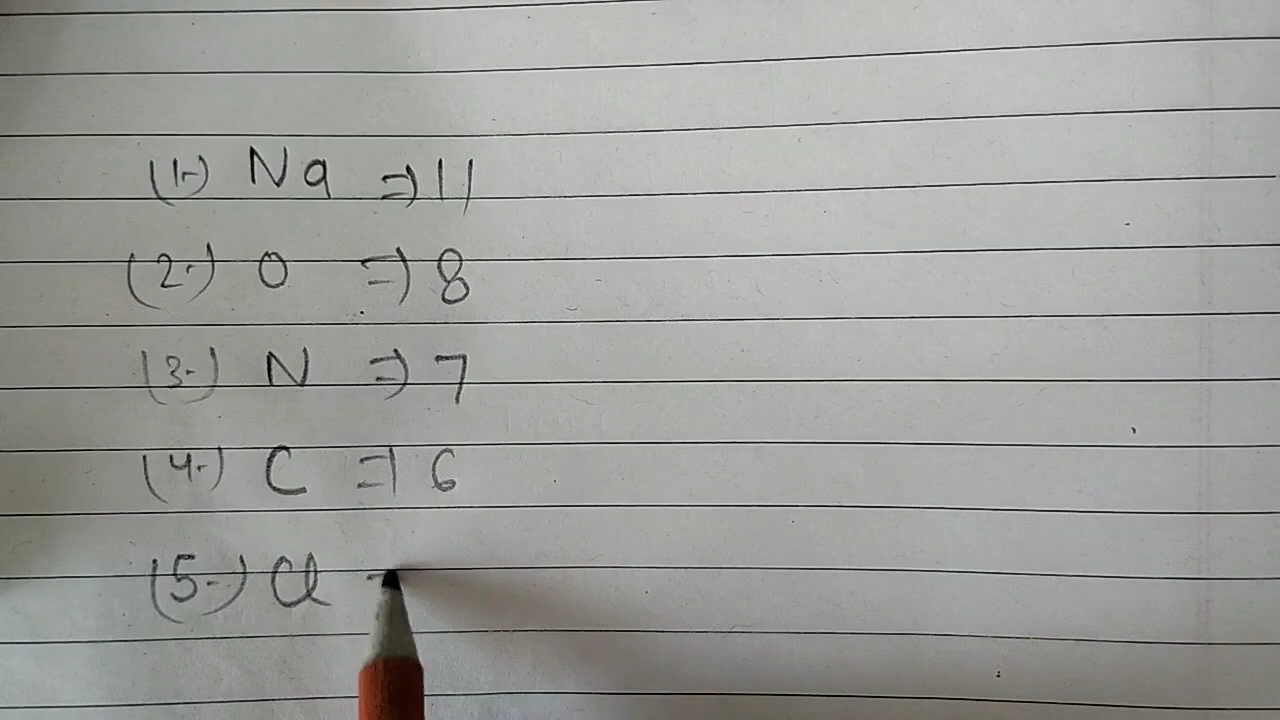 (1-) Na ⇒ 11
(2.) O ⇒ 8
(3.) N ⇒ 7
(4.) C ⇒ 6
(5.) Cl